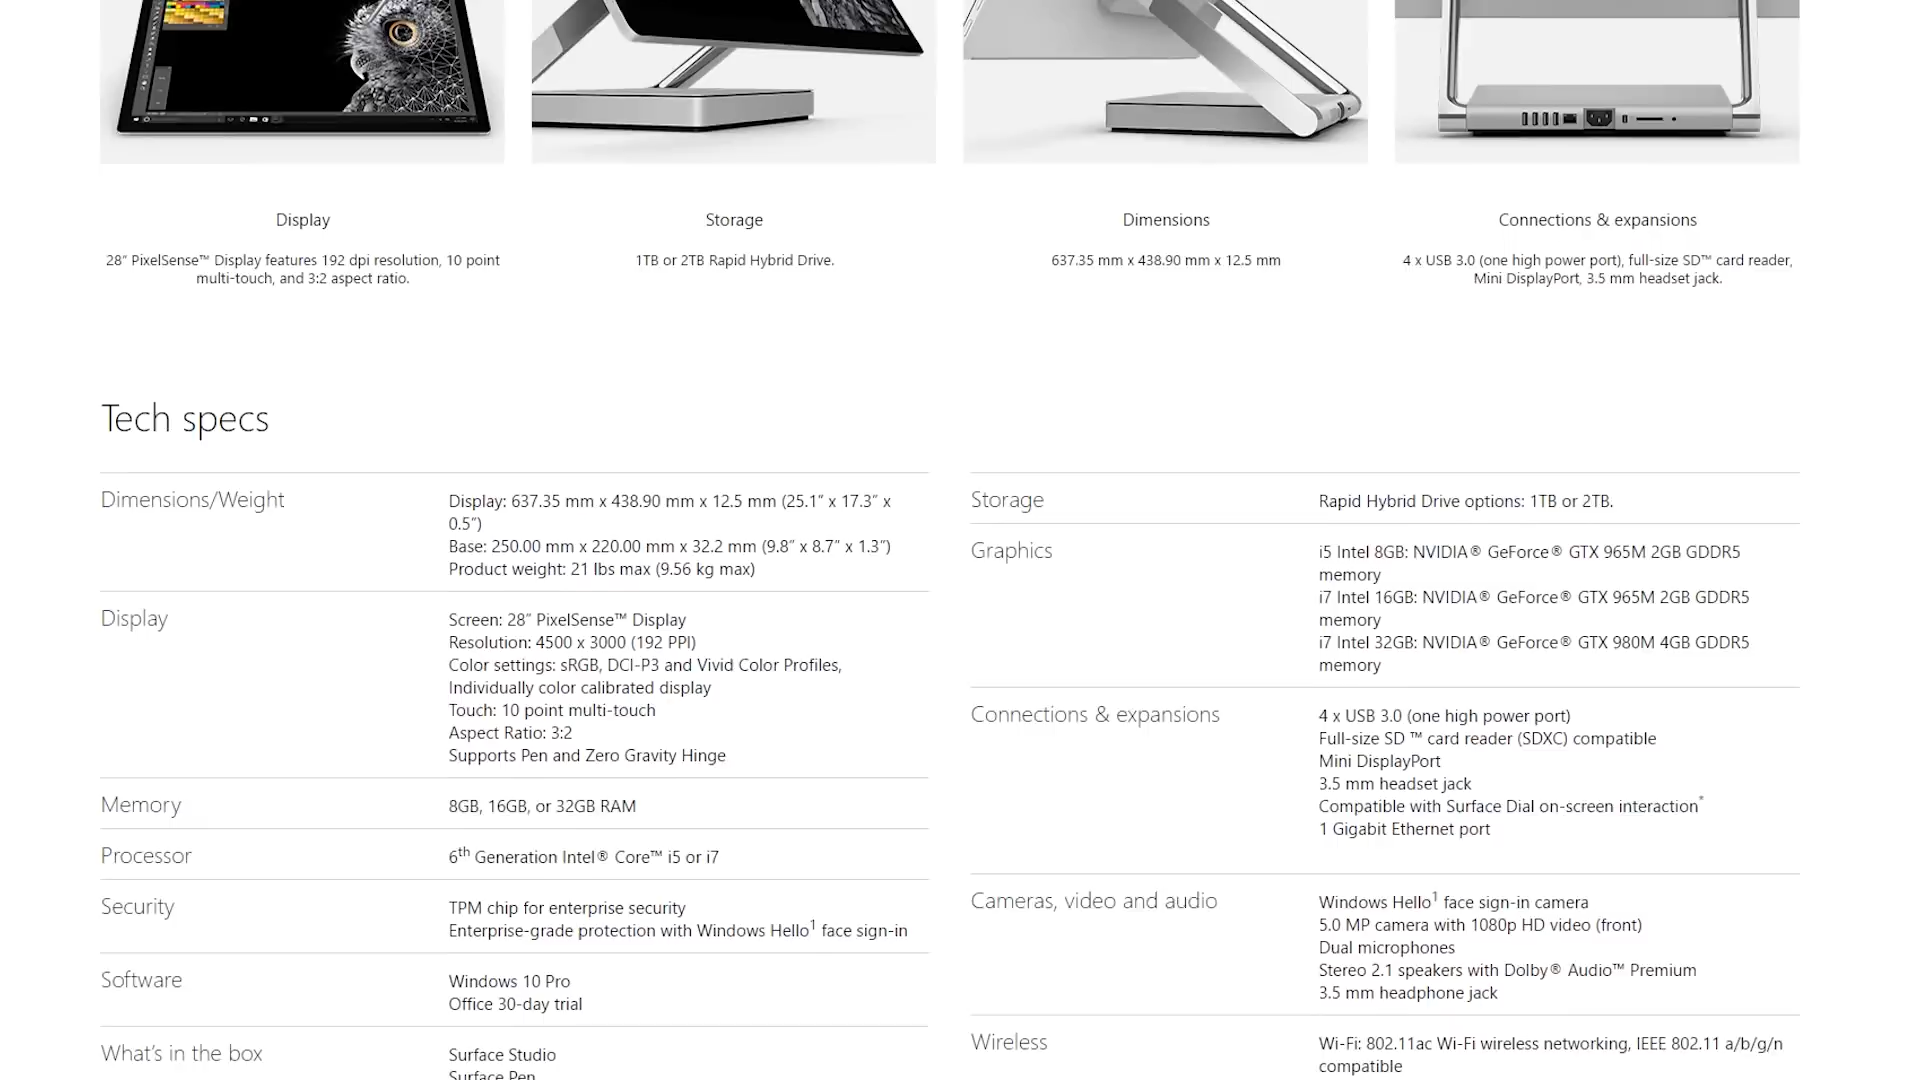 Display
28” PixelSense™ Display features 192 dpi resolution, 10 point
multi-touch, and 3:2 aspect ratio.
Storage
1TB or 2TB Rapid Hybrid Drive.
Dimensions
637.35 mm x 438.90 mm x 12.5 mm
Connections & expansions
4 x USB 3.0 (one high power port), full-size SD™ card reader,
Mini DisplayPort, 3.5 mm headset jack.
Tech specs
Dimensions/Weight
Display: 637.35 mm x 438.90 mm x 12.5 mm (25.1” x 17.3” x
0.5”)
Base: 250.00 mm x 220.00 mm x 32.2 mm (9.8” x 8.7” x 1.3”)
Product weight: 21 lbs max (9.56 kg max)
Display
Screen: 28” PixelSense™ Display
Resolution: 4500 x 3000 (192 PPI)
Color settings: sRGB, DCI-P3 and Vivid Color Profiles,
Individually color calibrated display
Touch: 10 point multi-touch
Aspect Ratio: 3:2
Supports Pen and Zero Gravity Hinge
Memory
8GB, 16GB, or 32GB RAM
Processor
6th Generation Intel® Core™ i5 or i7
Security
TPM chip for enterprise security
Enterprise-grade protection with Windows Hello1 face sign-in
Software
Windows 10 Pro
Office 30-day trial
What’s in the box
Surface Studio
Surface Pen
Storage
Rapid Hybrid Drive options: 1TB or 2TB.
Graphics
i5 Intel 8GB: NVIDIA® GeForce® GTX 965M 2GB GDDR5
memory
i7 Intel 16GB: NVIDIA® GeForce® GTX 965M 2GB GDDR5
memory
i7 Intel 32GB: NVIDIA® GeForce® GTX 980M 4GB GDDR5
memory
Connections & expansions
4 x USB 3.0 (one high power port)
Full-size SD ™ card reader (SDXC) compatible
Mini DisplayPort
3.5 mm headset jack
Compatible with Surface Dial on-screen interaction*
1 Gigabit Ethernet port
Cameras, video and audio
Windows Hello1 face sign-in camera
5.0 MP camera with 1080p HD video (front)
Dual microphones
Stereo 2.1 speakers with Dolby® Audio™ Premium
3.5 mm headphone jack
Wireless
Wi-Fi: 802.11ac Wi-Fi wireless networking, IEEE 802.11 a/b/g/n
compatible